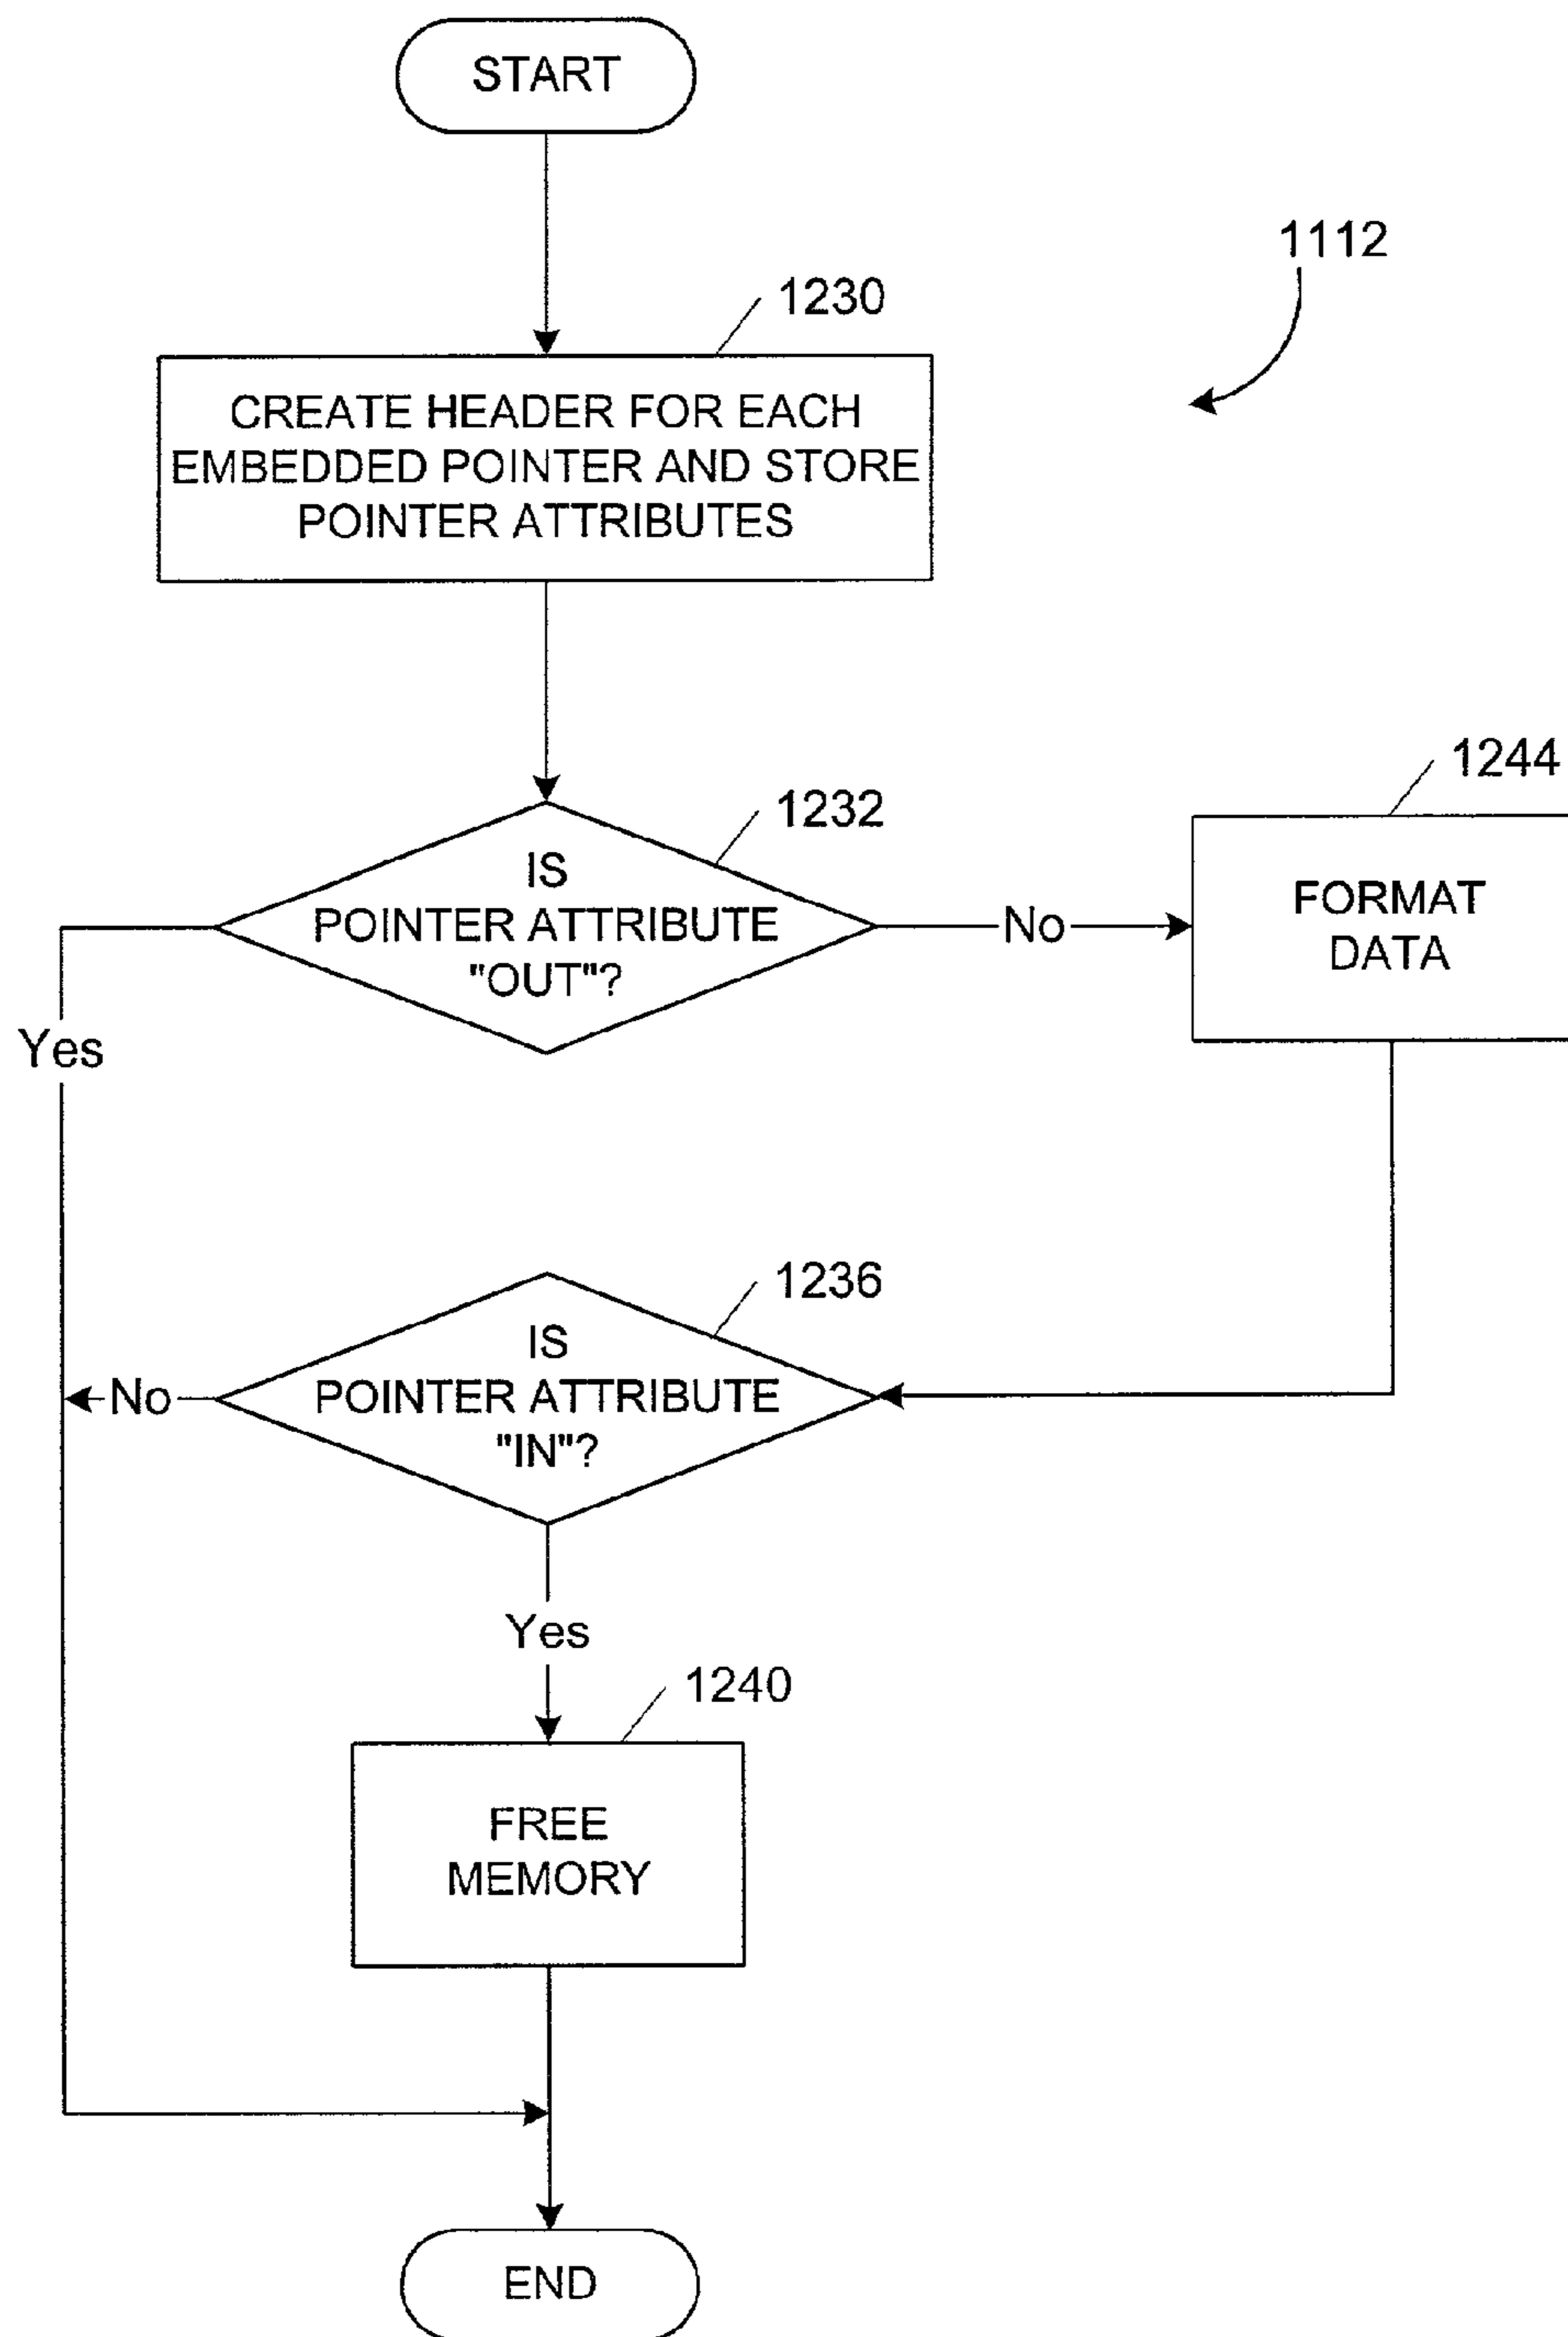 START
1112
1230
CREATE HEADER FOR EACH
EMBEDDED POINTER AND STORE
POINTER ATTRIBUTES
1232
IS
POINTER ATTRIBUTE
"OUT"?
No
1244
FORMAT
DATA
Yes
1236
IS
POINTER ATTRIBUTE
"IN"?
No
Yes
1240
FREE
MEMORY
END